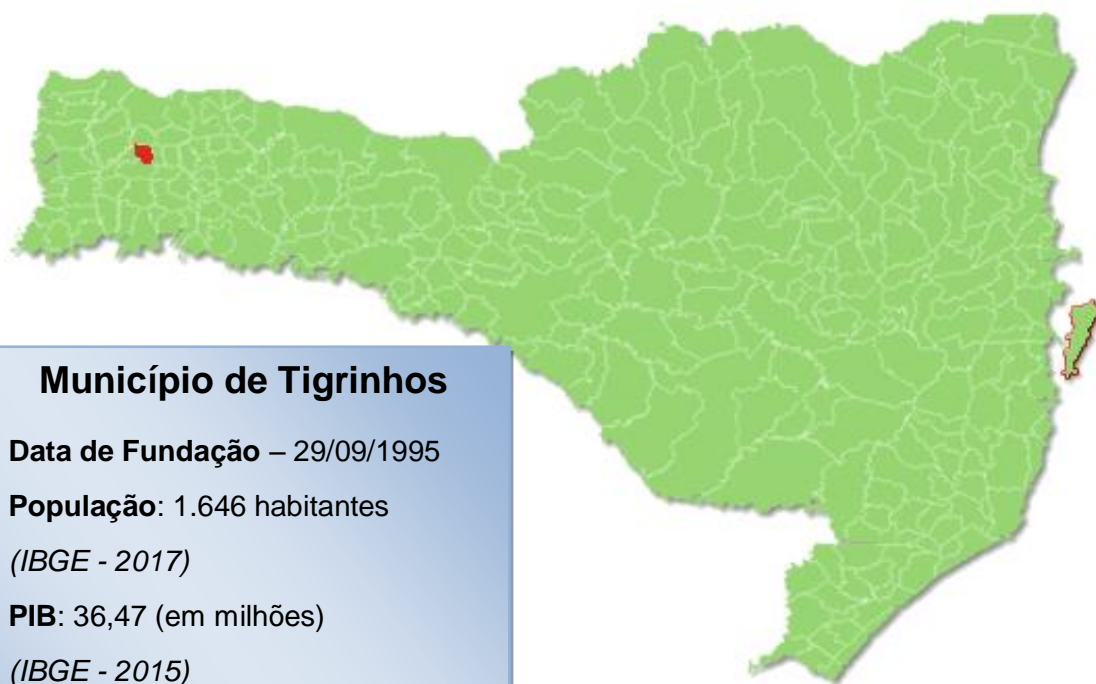 Município de Tigrinhos
Data de Fundação – 29/09/1995
População: 1.646 habitantes
(IBGE - 2017)
PIB: 36,47 (em milhões)
(IBGE - 2015)